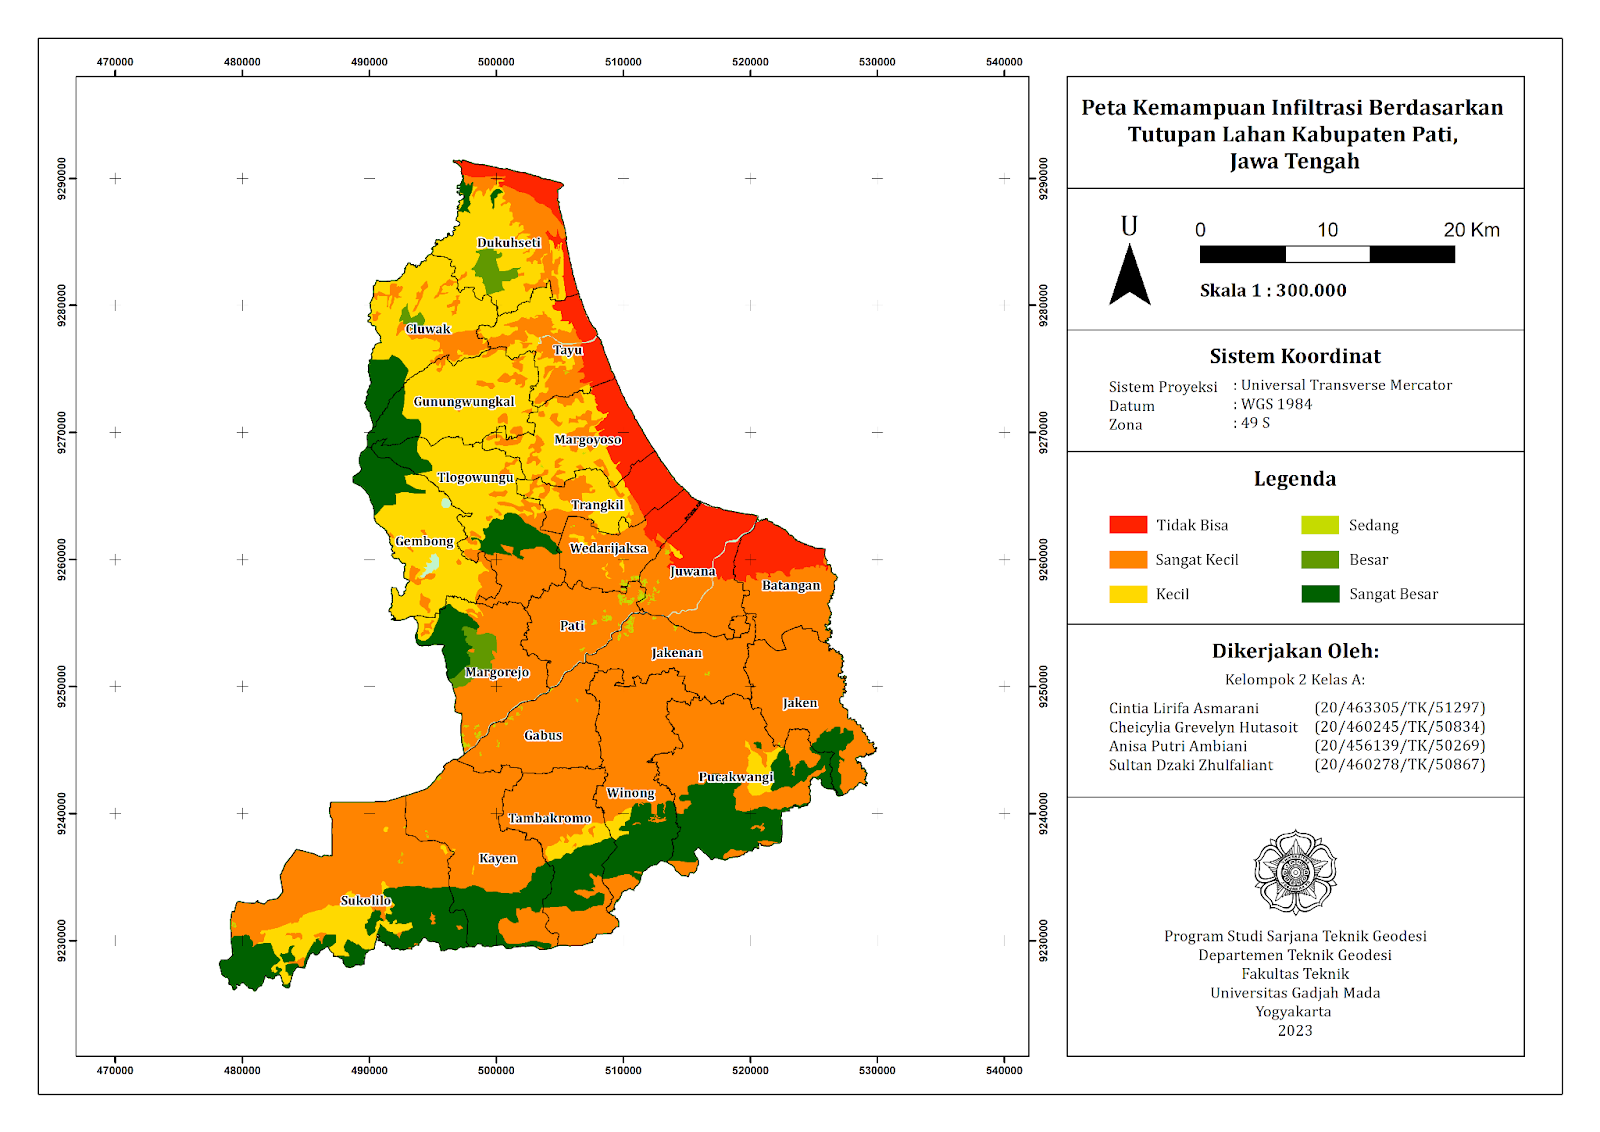 470000 480000 490000 500000 510000 520000 530000 540000
9290000 9290000
9280000 9280000
9270000 9270000
9260000 9260000
9250000 9250000
9240000 9240000
9230000 9230000
470000 480000 490000 500000 510000 520000 530000 540000
Dukuhseti
Cluwak
Tayu
Gunungwungkal
Margoyoso
Tlogowungu
Trangkil
Gembong
Wedarijaksa
Juwana
Batangan
Pati
Jakenan
Margorejo
Jaken
Gabus
Pucakwangi
Winong
Tambakromo
Kayen
Sukolilo
Peta Kemampuan Infiltrasi Berdasarkan
Tutupan Lahan Kabupaten Pati,
Jawa Tengah
U
0 10 20 Km
Skala 1 : 300.000
Sistem Koordinat
Sistem Proyeksi : Universal Transverse Mercator
Datum : WGS 1984
Zona : 49 S
Legenda
Tidak Bisa Sedang
Sangat Kecil Besar
Kecil Sangat Besar
Dikerjakan Oleh:
Kelompok 2 Kelas A:
Cintia Lirifa Asmarani (20/463305/TK/51297)
Cheicylia Grevelyn Hutasoit (20/460245/TK/50834)
Anisa Putri Ambiani (20/456139/TK/50269)
Sultan Dzaki Zhulfaliant (20/460278/TK/50867)
Program Studi Sarjana Teknik Geodesi
Departemen Teknik Geodesi
Fakultas Teknik
Universitas Gadjah Mada
Yogyakarta
2023